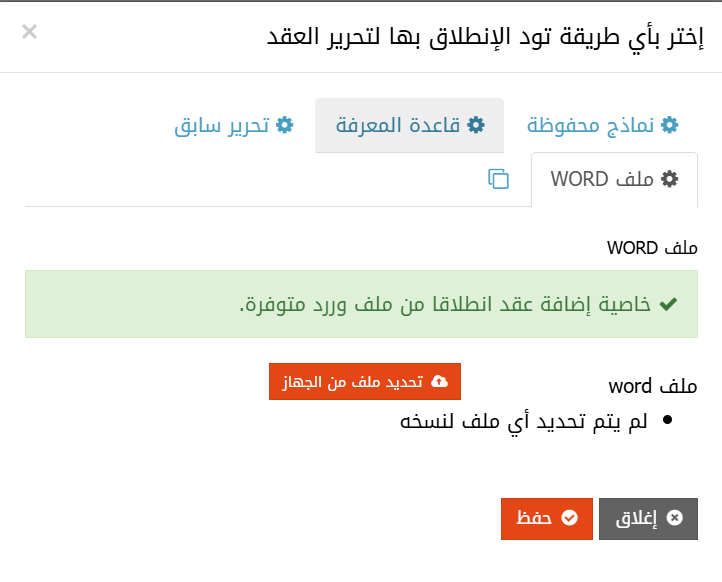 إختر بأي طريقة تود الإنطلاق بها لتحرير العقد
نماذج محفوظة قاعدة المعرفة تحرير سابق
ملف WORD
ملف WORD
خاصية إضافة عقد انطلاقا من ملف وررد متوفرة.
ملف word تحديد ملف من الجهاز
لم يتم تحديد أي ملف لنسخه
إغلاق حفظ